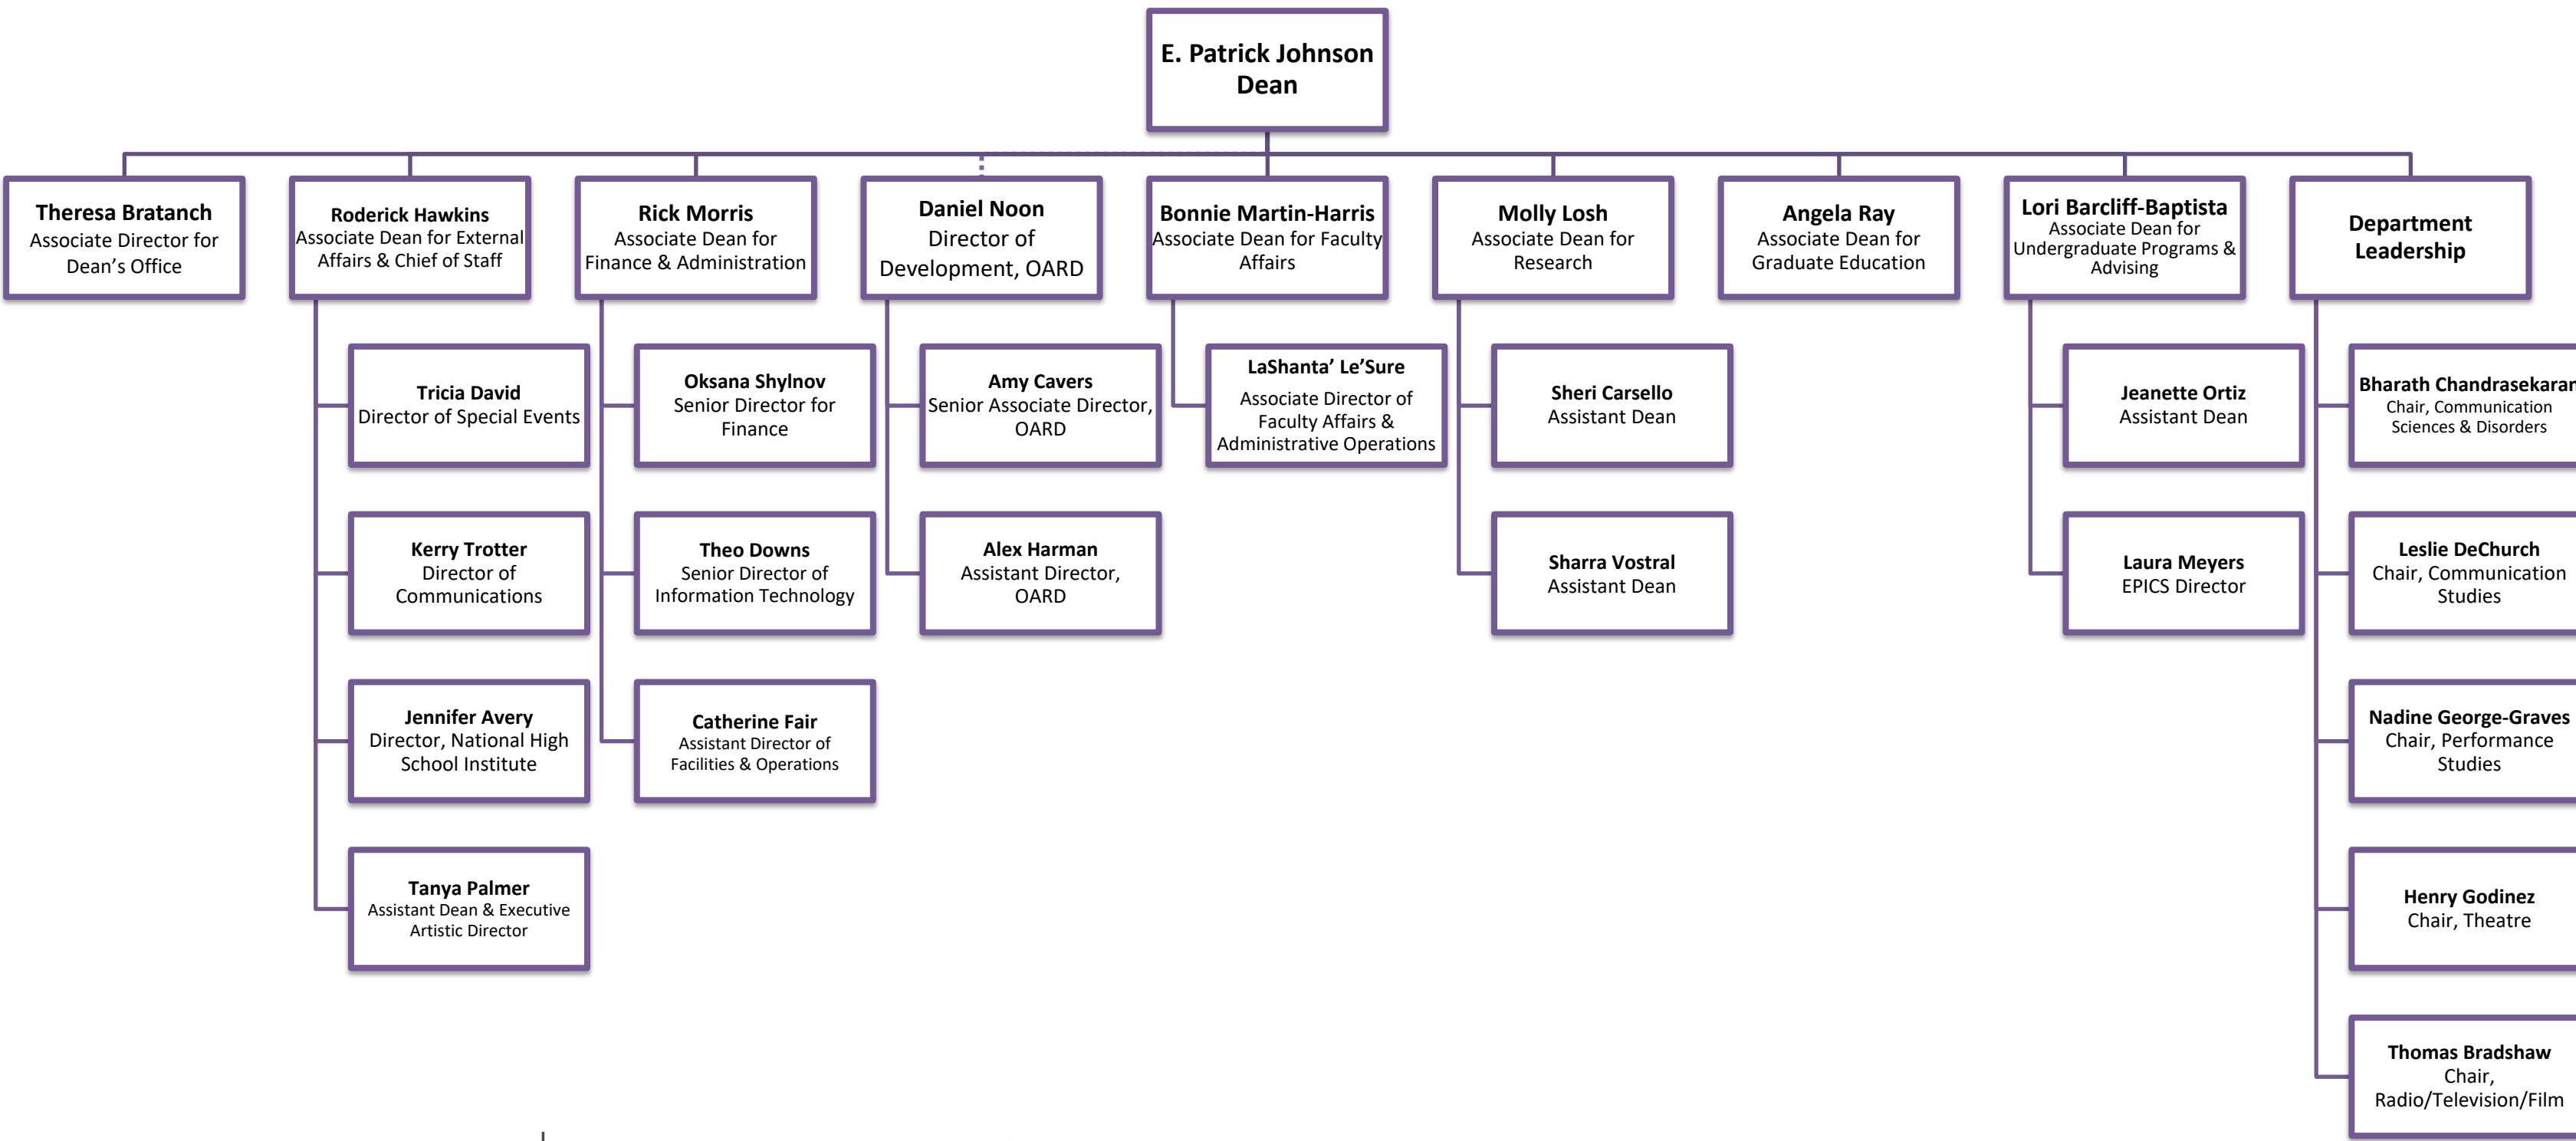 E. Patrick Johnson
Dean
Theresa Bratanch
Associate Director for
Dean’s Office
Roderick Hawkins
Associate Dean for External
Affairs & Chief of Staff
Rick Morris
Associate Dean for
Finance & Administration
Daniel Noon
Director of
Development, OARD
Bonnie Martin-Harris
Associate Dean for Faculty
Affairs
Molly Losh
Associate Dean for
Research
Angela Ray
Associate Dean for
Graduate Education
Lori Barcliff-Baptista
Associate Dean for
Undergraduate Programs &
Advising
Department
Leadership
Tricia David
Director of Special Events
Kerry Trotter
Director of
Communications
Jennifer Avery
Director, National High
School Institute
Tanya Palmer
Assistant Dean & Executive
Artistic Director
Oksana Shylnov
Senior Director for
Finance
Theo Downs
Senior Director of
Information Technology
Catherine Fair
Assistant Director of
Facilities & Operations
Amy Cavers
Senior Associate Director,
OARD
Alex Harman
Assistant Director,
OARD
LaShanta’ Le’Sure
Associate Director of
Faculty Affairs &
Administrative Operations
Sheri Carsello
Assistant Dean
Sharra Vostral
Assistant Dean
Jeanette Ortiz
Assistant Dean
Laura Meyers
EPICS Director
Bharath Chandrasekaran
Chair, Communication
Sciences & Disorders
Leslie DeChurch
Chair, Communication
Studies
Nadine George-Graves
Chair, Performance
Studies
Henry Godinez
Chair, Theatre
Thomas Bradshaw
Chair,
Radio/Television/Film